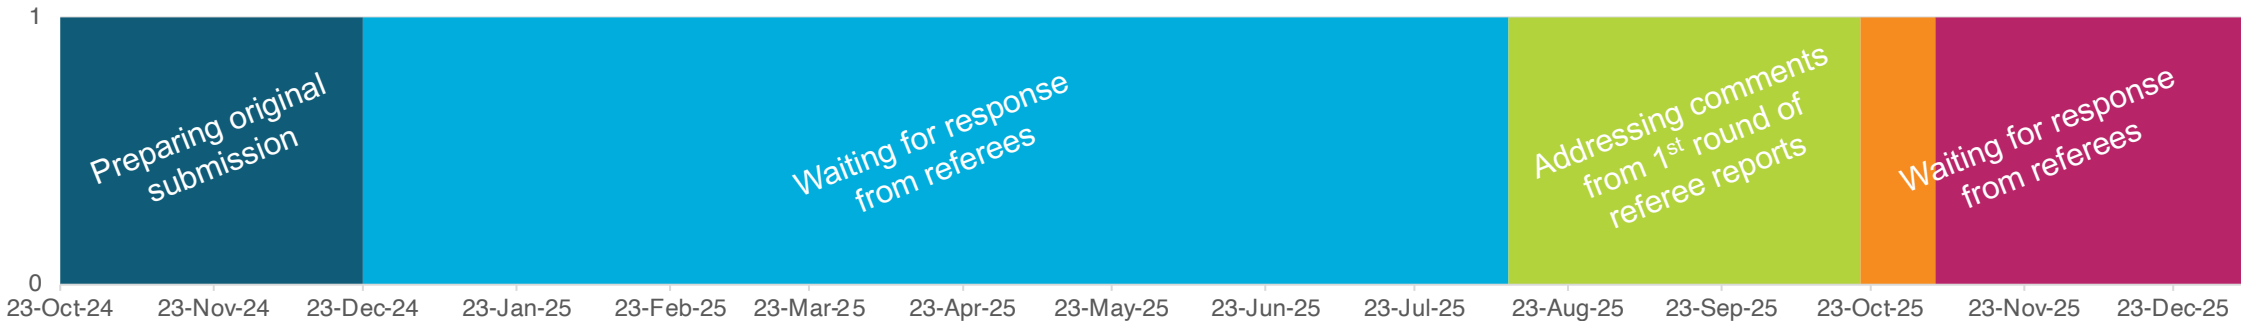 1
Preparing original
submission
Waiting for response
from referees
Addressing comments
from 1st round of
referee reports
Waiting for response
from referees
0
23-Oct-24 23-Nov-24 23-Dec-24 23-Jan-25 23-Feb-25 23-Mar-25 23-Apr-25 23-May-25 23-Jun-25 23-Jul-25 23-Aug-25 23-Sep-25 23-Oct-25 23-Nov-25 23-Dec-25